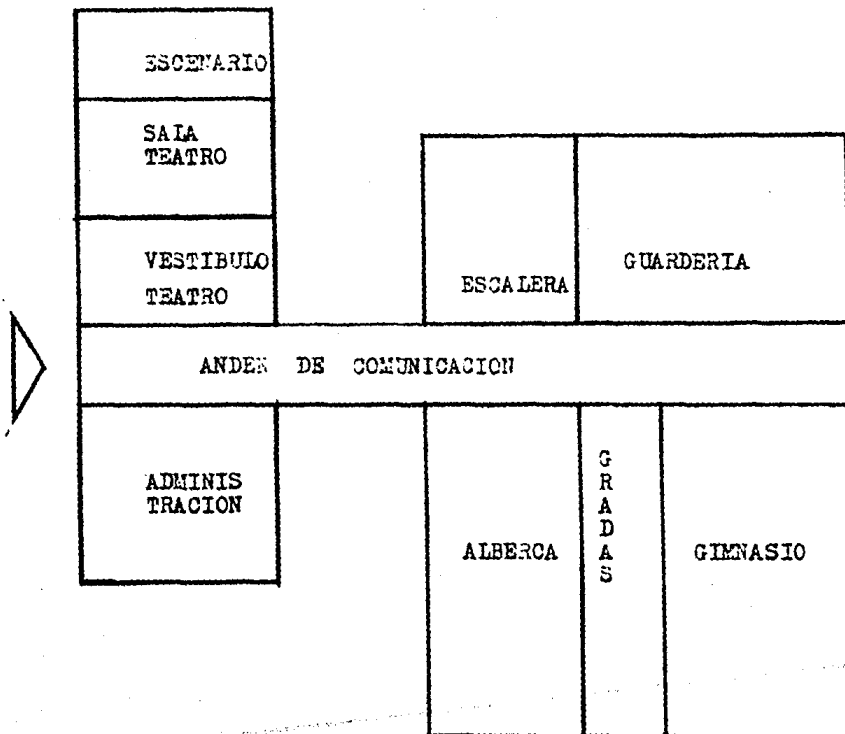 ESCENARIO
SALA
TEATRO
VESTIBULO
TEATRO
ESCALERA
GUARDERIA
ANDEN DE COMUNICACION
ADMINIS
TRACION
ALBERCA
G
R
A
D
A
S
GIMNASIO